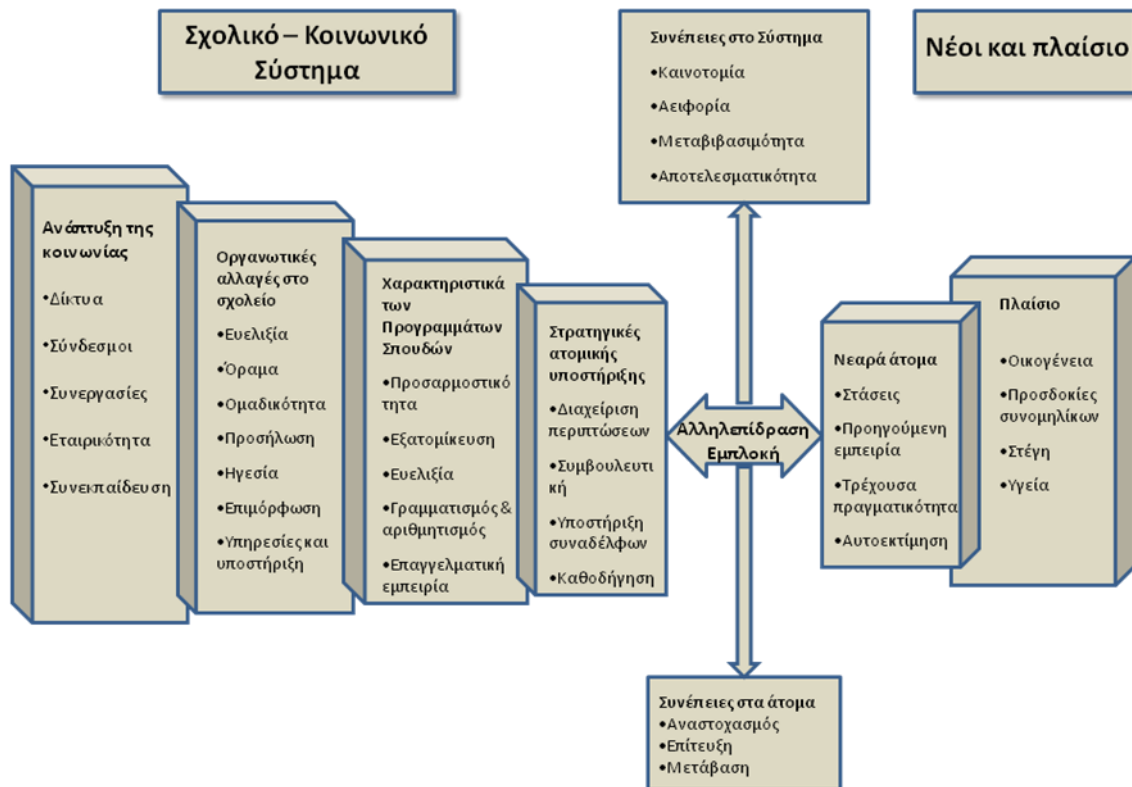 Σχολικό – Κοινωνικό
Σύστημα
Συνέπειες στο Σύστημα
•Καινοτομία
•Αειφορία
•Μεταβιβασιμότητα
•Αποτελεσματικότητα
Νέοι και πλαίσιο
Ανάπτυξη της
κοινωνίας
•Δίκτυα
•Σύνδεσμοι
•Συνεργασίες
•Εταιρικότητα
•Συνεκπαίδευση
Οργανωτικές
αλλαγές στο
σχολείο
•Ευελιξία
•Όραμα
•Ομαδικότητα
•Προσήλωση
•Ηγεσία
•Επιμόρφωση
•Υπηρεσίες και
υποστήριξη
Χαρακτηριστικά
των
Προγραμμάτων
Σπουδών
•Προσαρμοστικό
τητα
•Εξατομίκευση
•Ευελιξία
•Γραμματισμός &
αριθμητισμός
•Επαγγελματική
εμπειρία
Στρατηγικές
ατομικής
υποστήριξης
•Διαχείριση
περιπτώσεων
•Συμβουλευτι
κή
•Υποστήριξη
συναδέλφων
•Καθοδήγηση
Αλληλεπίδραση
Εμπλοκή
Νεαρά άτομα
•Στάσεις
•Προηγούμενη
εμπειρία
•Τρέχουσα
πραγματικότητα
•Αυτοεκτίμηση
Πλαίσιο
•Οικογένεια
•Προσδοκίες
συνομηλίκων
•Στέγη
•Υγεία
Συνέπειες στα άτομα
•Αναστοχασμός
•Επίτευξη
•Μετάβαση